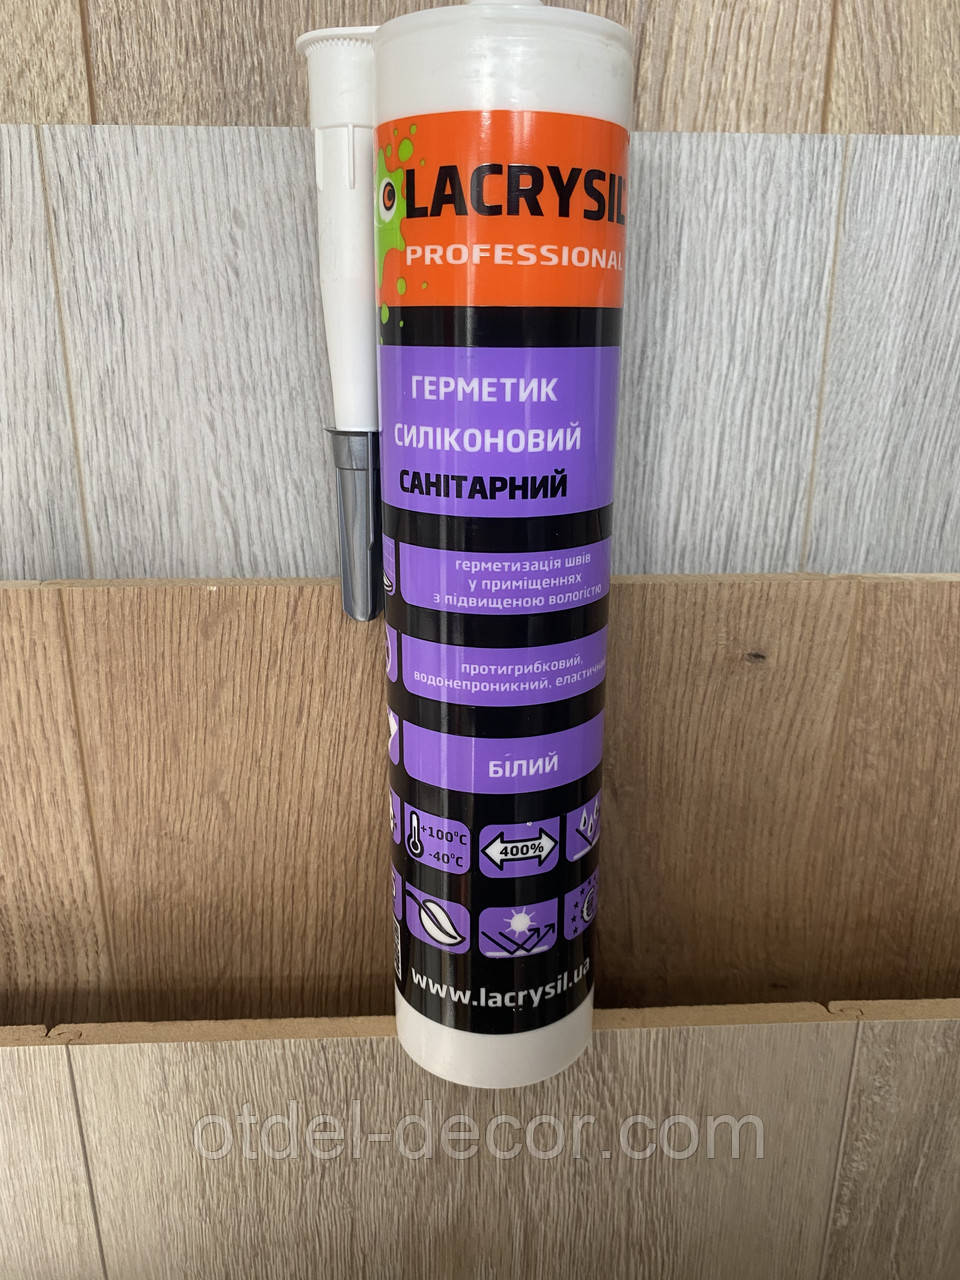 LACRYSIL
PROFESSIONAL
ГЕРМЕТИК
СИЛІКОНОВИЙ
САНІТАРНИЙ
герметизація швів
у приміщеннях
з підвищеною вологістю
протигрибковий,
водонепроникний, еластичний
БІЛИЙ
+100°C
-40°C
400%
www.lacrysil.ua
otdel-decor.com